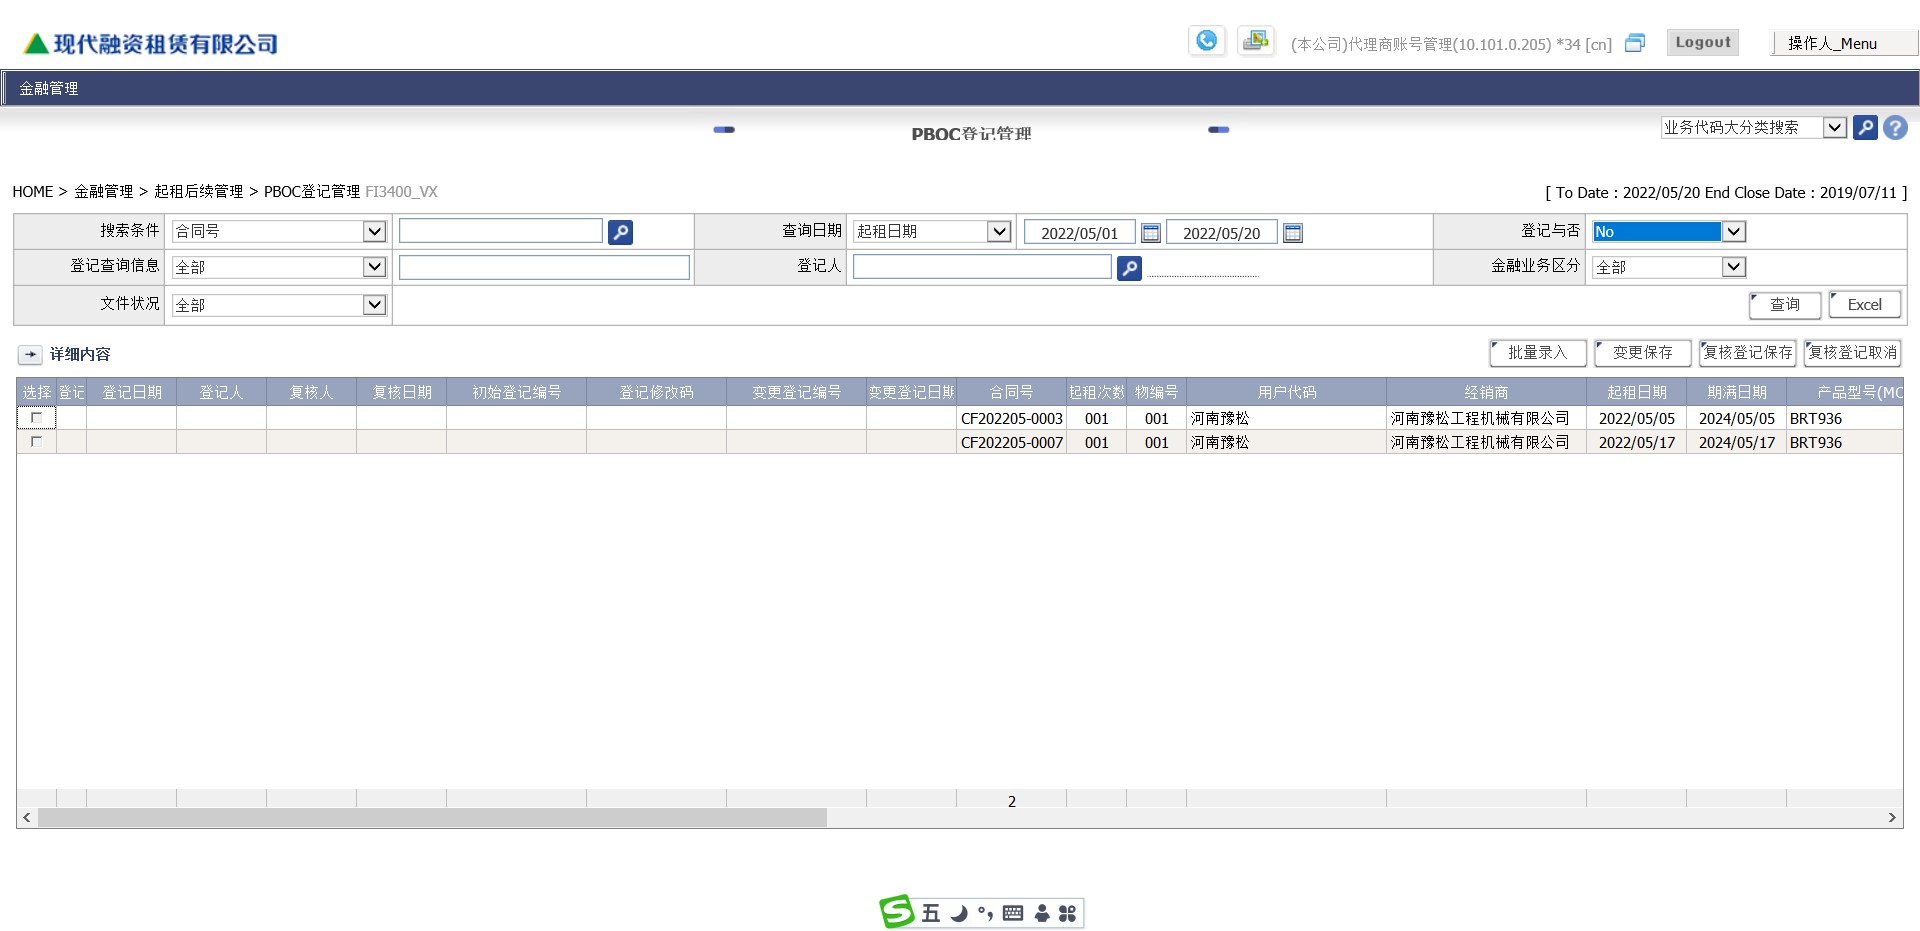 现代融资租赁有限公司
(本公司)代理商账号管理(10.101.0.205) *34 [cn]
Logout
操作人_Menu
金融管理
PBOC登记管理
业务代码大分类搜索
?
HOME > 金融管理 > 起租后续管理 > PBOC登记管理 FI3400_VX
[ To Date : 2022/05/20 End Close Date : 2019/07/11 ]
搜索条件 合同号 查询日期 起租日期 2022/05/01 2022/05/20 登记与否 No
登记查询信息 全部 登记人 金融业务区分 全部
文件状况 全部 查询 Excel
详细内容 批量录入 变更保存 复核登记保存 复核登记取消
选择 登记 登记日期 登记人 复核人 复核日期 初始登记编号 登记修改码 变更登记编号 变更登记日期 合同号 起租次数 物编号 用户代码 经销商 起租日期 期满日期 产品型号(MC
CF202205-0003 001 001 河南豫松 河南豫松工程机械有限公司 2022/05/05 2024/05/05 BRT936
CF202205-0007 001 001 河南豫松 河南豫松工程机械有限公司 2022/05/17 2024/05/17 BRT936
2
S 五